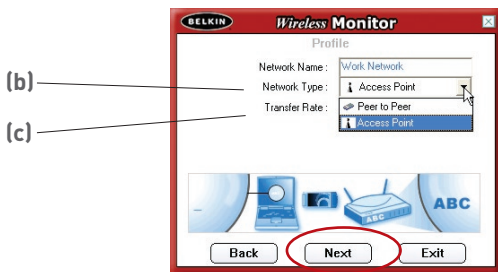 BELKIN Wireless Monitor
Profile
Network Name : Work Network
(b) Network Type : Access Point
(c) Transfer Rate : Peer to Peer
Access Point
ABC ABC
Back Next Exit